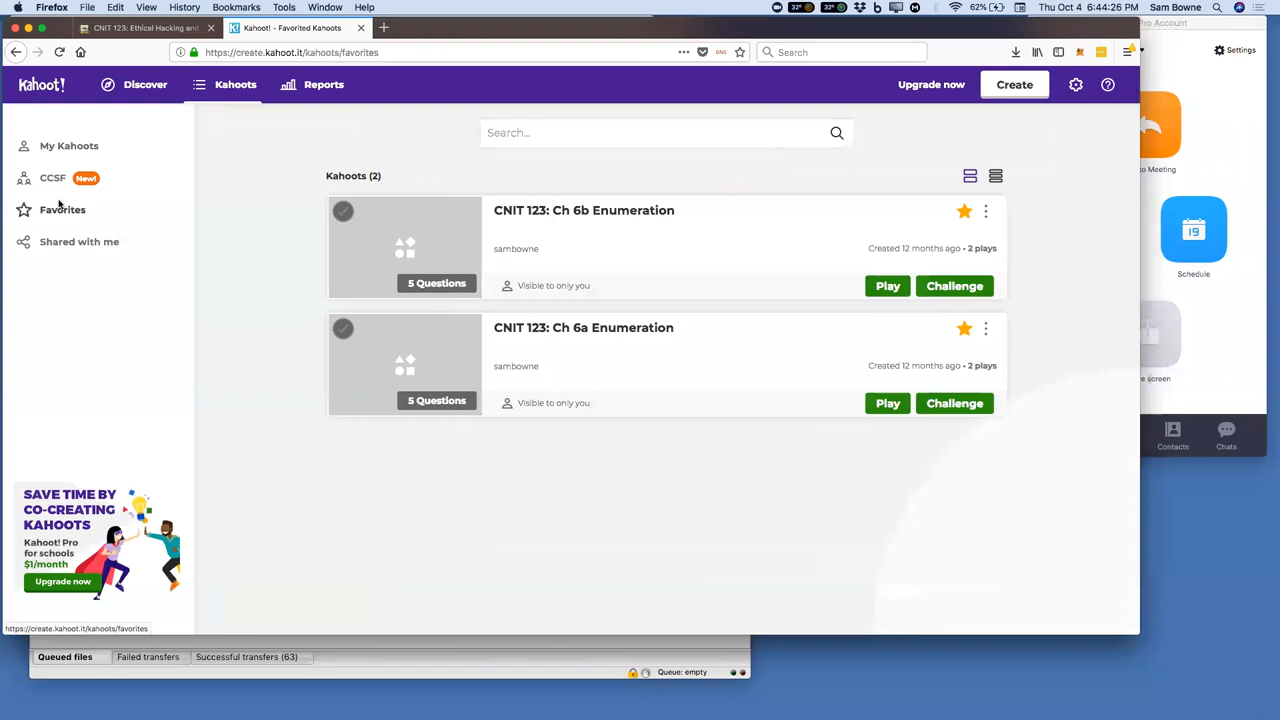 Firefox File Edit View History Bookmarks Tools Window Help
32° 32° 62% Thu Oct 4 6:44:26 PM Sam Bowne
CNIT 123: Ethical Hacking and
Kahoot! - Favorited Kahoots
Pro Account
https://create.kahoot.it/kahoots/favorites
Search
Settings
Kahoot! Discover Kahoots Reports Upgrade now Create
My Kahoots
CCSF New!
Favorites
Shared with me
Search...
Kahoots (2)
CNIT 123: Ch 6b Enumeration
sambowne
Created 12 months ago • 2 plays
5 Questions
Visible to only you
Play
Challenge
CNIT 123: Ch 6a Enumeration
sambowne
Created 12 months ago • 2 plays
5 Questions
Visible to only you
Play
Challenge
to Meeting
19
Schedule
screen
Contacts
Chats
SAVE TIME BY
CO-CREATING
KAHOOTS
Kahoot! Pro
for schools
$1/month
Upgrade now
https://create.kahoot.it/kahoots/favorites
Queued files
Failed transfers
Successful transfers (63)
Queue: empty